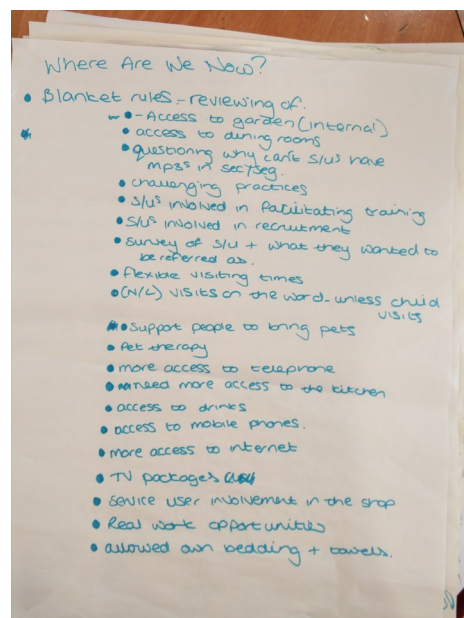 Where Are We Now?
• Blanket rules - reviewing of.
• - Access to garden (internal)
• access to dining rooms
• questioning why can't S/U's have
mp3s in sec/seg.
• challenging practices
• S/U's involved in facilitating training
• S/U's involved in recruitment
• Survey of S/U + what they wanted to
be referred as.
• flexible visiting times
• (N/L) visits on the ward - unless child
visits
• Support people to bring pets
• Pet therapy
• more access to telephone
• need more access to the kitchen
• access to drinks
• access to mobile phones.
• more access to internet
• TV packages
• service user involvement in the shop
• Real work opportunities
• allowed own bedding + towels.